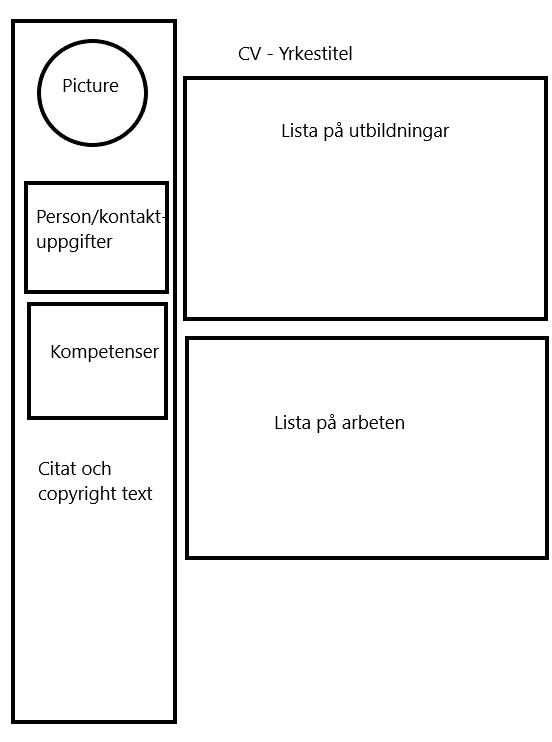 Picture
Person/kontakt-
uppgifter
Kompetenser
Citat och
copyright text
CV - Yrkestitel
Lista på utbildningar
Lista på arbeten